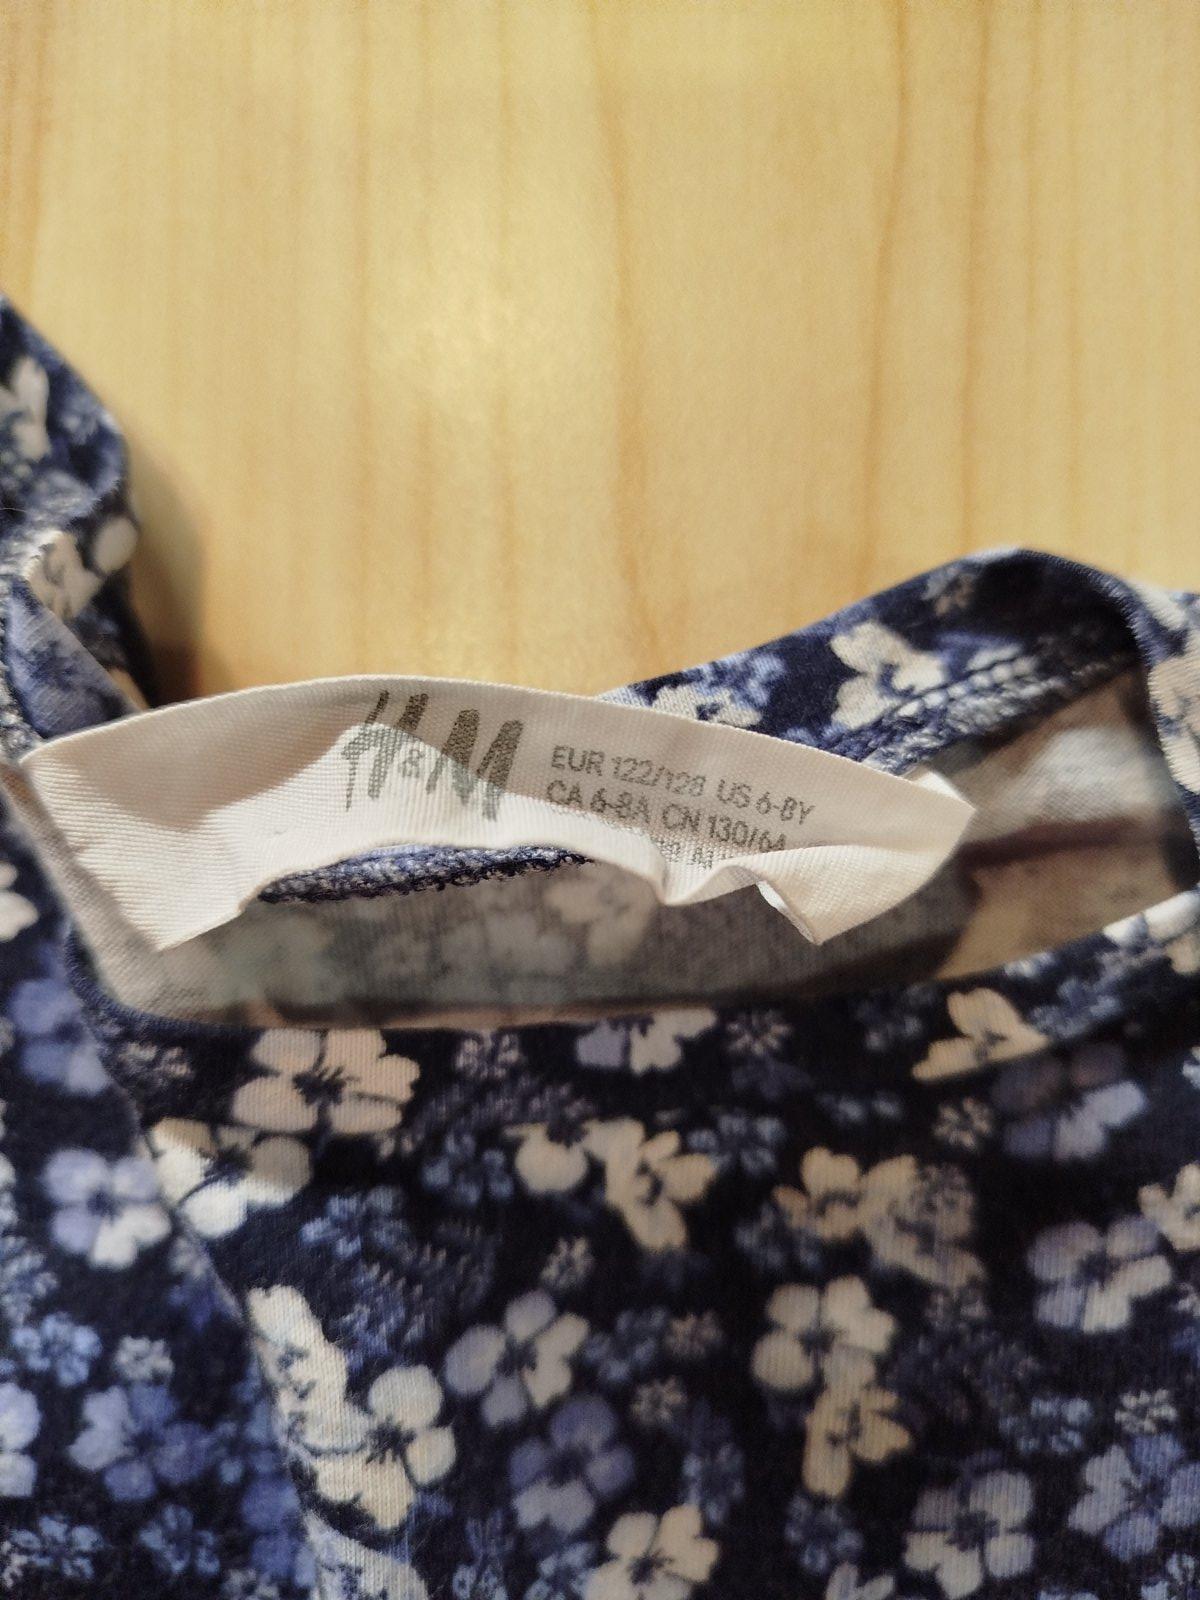 H&M
EUR 122/128 US 6-8Y
CA 6-8A CN 130/64